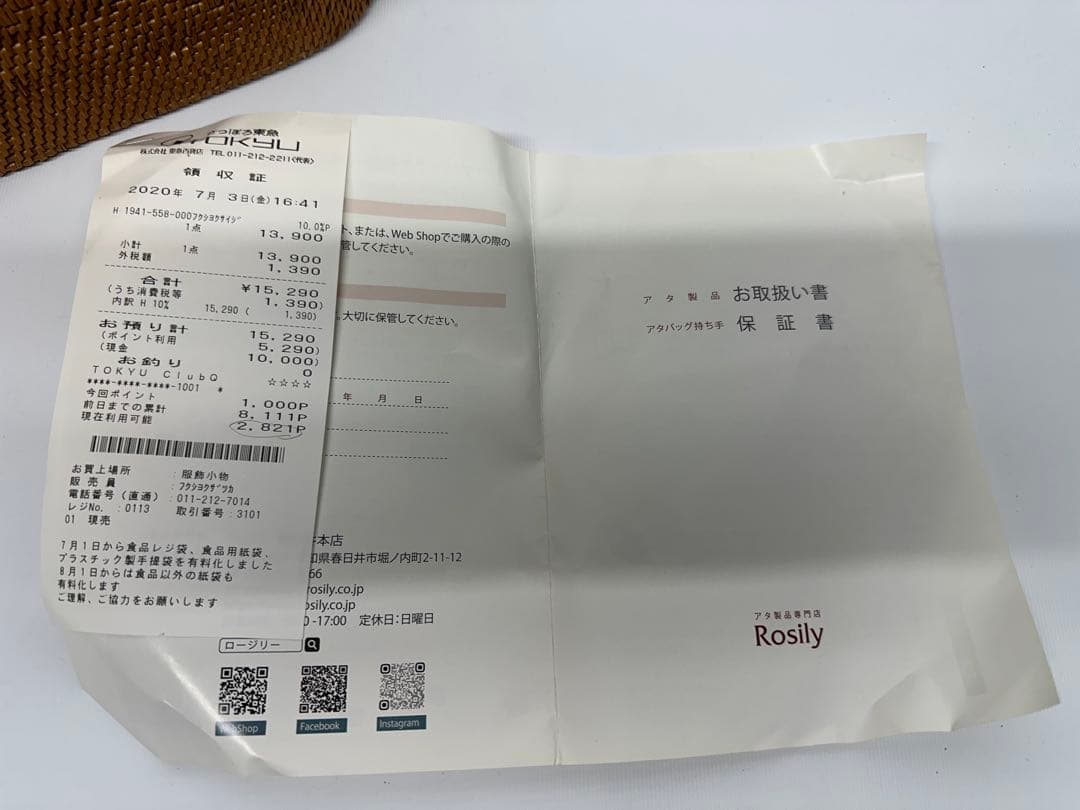 さっぽろ東急
TOKYU
株式会社 東急百貨店 TEL 011-212-2211(代表)
領収証
2020年 7月 3日(金)16:41
H 1941-558-000フクシヨクサイジ 10.0%P
1点 13,900
小計 1点 13,900
外税額 1,390
合計 ¥15,290
(うち消費税等 1,390)
内訳 H 10% 15,290 ( 1,390)
お預り計 15,290
(ポイント利用 5,290)
(現金 10,000)
お釣り 0
TOKYU ClubQ ☆☆☆☆
****-****-****-1001 *
今回ポイント 1,000P
前日までの累計 8,111P
現在利用可能 2,821P
お買上場所 :服飾小物
販売員 :フクシヨクザツカ
電話番号(直通) :011-212-7014
レジNo. :0113 取引番号:3101
01 現売
7月1日から食品レジ袋、食品用紙袋、
プラスチック製手提袋を有料化しました
8月1日からは食品以外の紙袋も
有料化します
ご理解、ご協力をお願いします
ト、または、Web Shopでご購入の際の
管してください。
。大切に保管してください。
年 月 日
本店
知県春日井市堀ノ内町2-11-12
66
rosily.co.jp
osily.co.jp
0-17:00 定休日:日曜日
ロージリー
WebShop Facebook Instagram
アタ製品 お取扱い書
アタバッグ持ち手 保証書
アタ製品専門店
Rosily